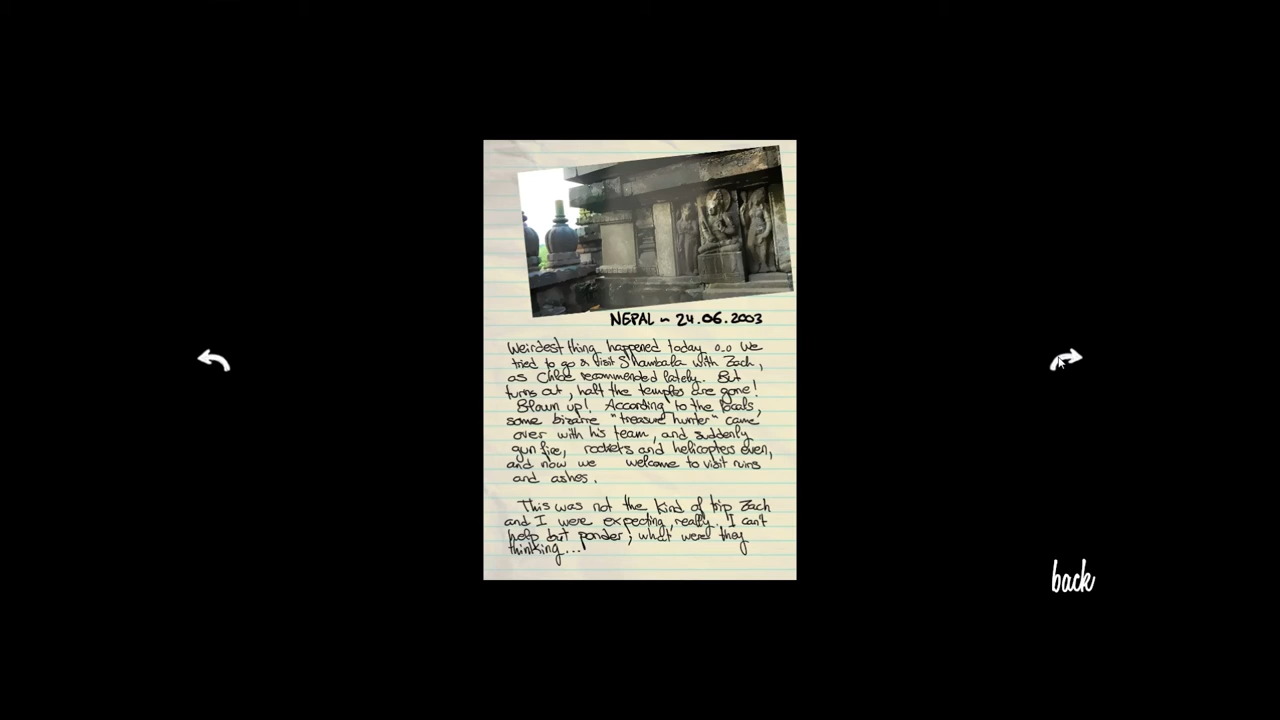 NEPAL ~ 24.06.2003
Weirdest thing happened today o.o We
tried to go & visit Shambala with Zach,
as Chloe recommended lately. But
turns out, half the temples are gone!
Blown up! According to the locals,
some bizarre "treasure hunter" came
over with his team, and suddenly
gun fire, rockets and helicopters even,
and now we welcome to visit ruins
and ashes.
This was not the kind of trip Zach
and I were expecting, really. I can't
help but ponder; what were they
thinking...
back